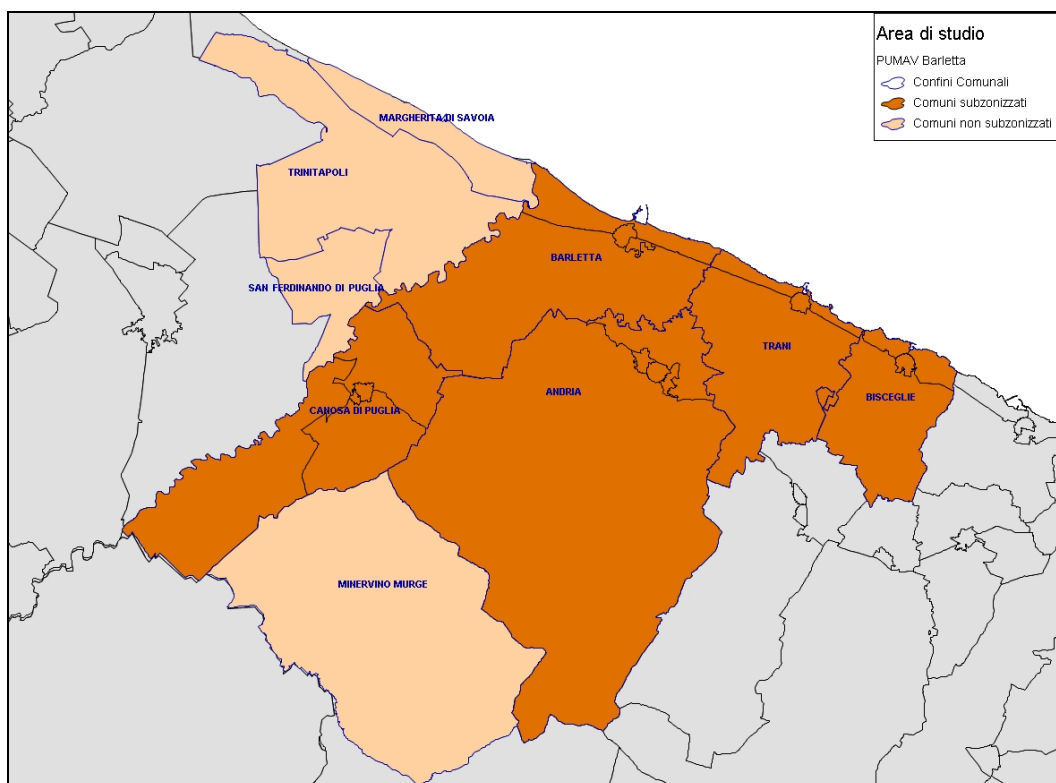 Area di studio
PUMAV Barletta
Confini Comunali
Comuni subzonizzati
Comuni non subzonizzati
MARGHERITA DI SAVOIA
TRINITAPOLI
BARLETTA
SAN FERDINANDO DI PUGLIA
TRANI
ANDRIA
BISCEGLIE
CANOSA DI PUGLIA
MINERVINO MURGE